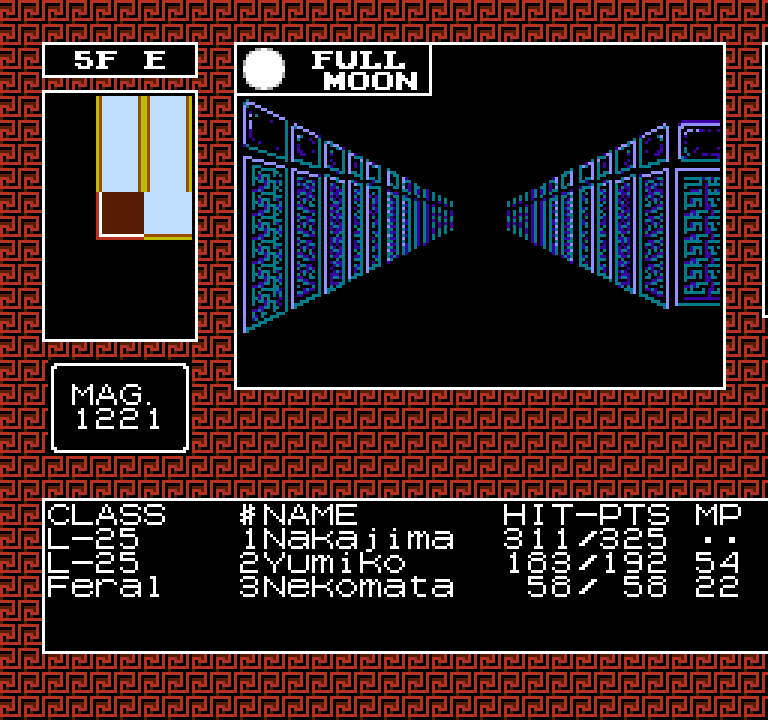 5F E
FULL
MOON
MAG.
1221
CLASS #NAME HIT-PTS MP
L-25 1Nakajima 311/325 ..
L-25 2Yumiko 183/192 54
Feral 3Nekomata 58/ 58 22